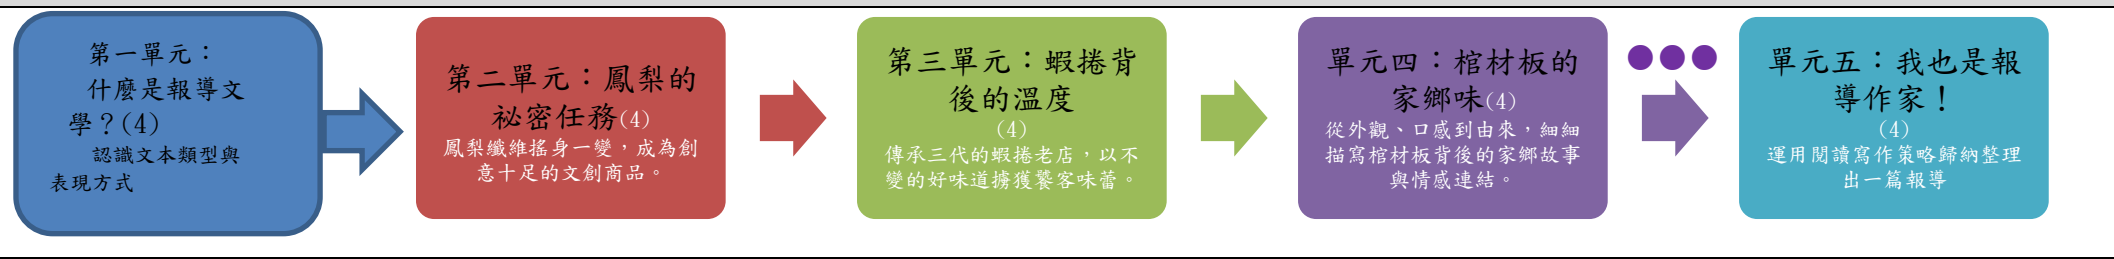 第一單元：
什麼是報導文
學？(4)
認識文本類型與
表現方式
第二單元：鳳梨的
祕密任務(4)
鳳梨纖維搖身一變，成為創
意十足的文創商品。
第三單元：蝦捲背
後的溫度
(4)
傳承三代的蝦捲老店，以不
變的好味道擄獲饕客味蕾。
單元四：棺材板的
家鄉味(4)
從外觀、口感到由來，細細
描寫棺材板背後的家鄉故事
與情感連結。
單元五：我也是報
導作家！
(4)
運用閱讀寫作策略歸納整理
出一篇報導